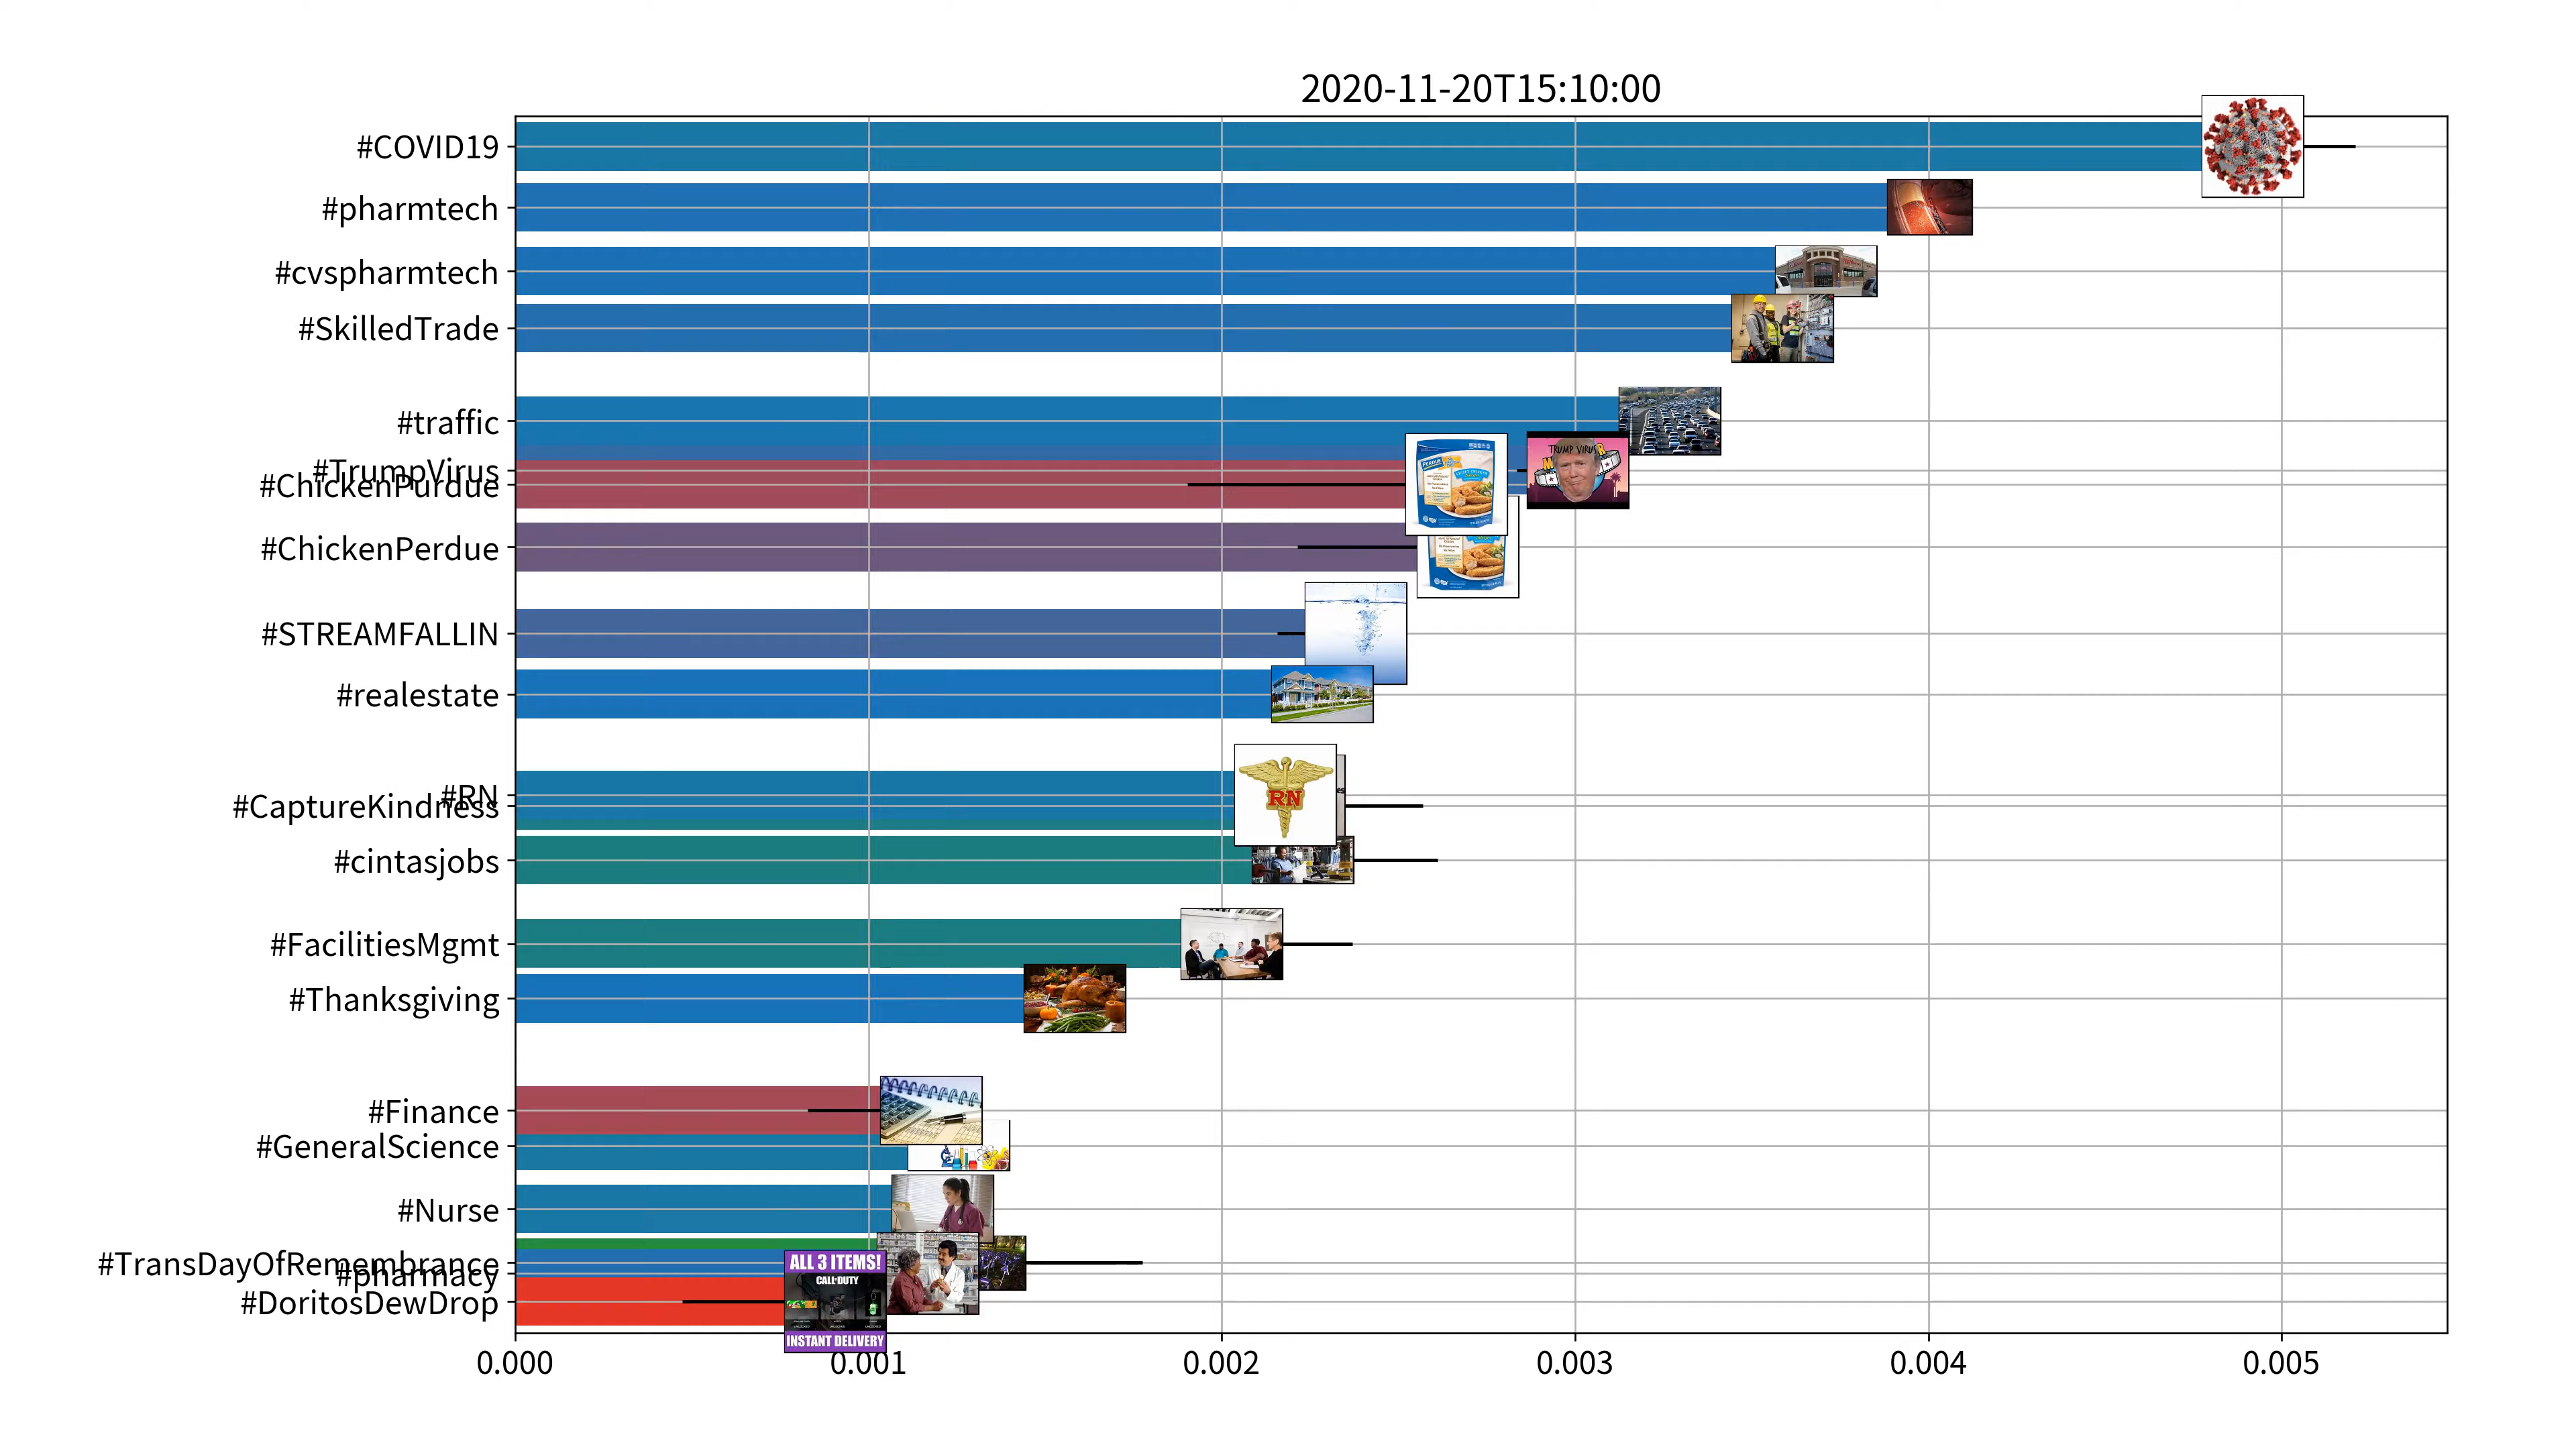 2020-11-20T15:10:00
#COVID19
#pharmtech
#cvspharmtech
#SkilledTrade
#traffic
#TrumpVirus
#ChickenPurdue
#ChickenPerdue
#STREAMFALLIN
#realestate
#RN
#CaptureKindness
#cintasjobs
#FacilitiesMgmt
#Thanksgiving
#Finance
#GeneralScience
#Nurse
#TransDayOfRemembrance
#pharmacy
#DoritosDewDrop
TRUMP VIRUS
PERDUE
RN
ALL 3 ITEMS!
CALL OF DUTY
INSTANT DELIVERY
0.000 0.001 0.002 0.003 0.004 0.005